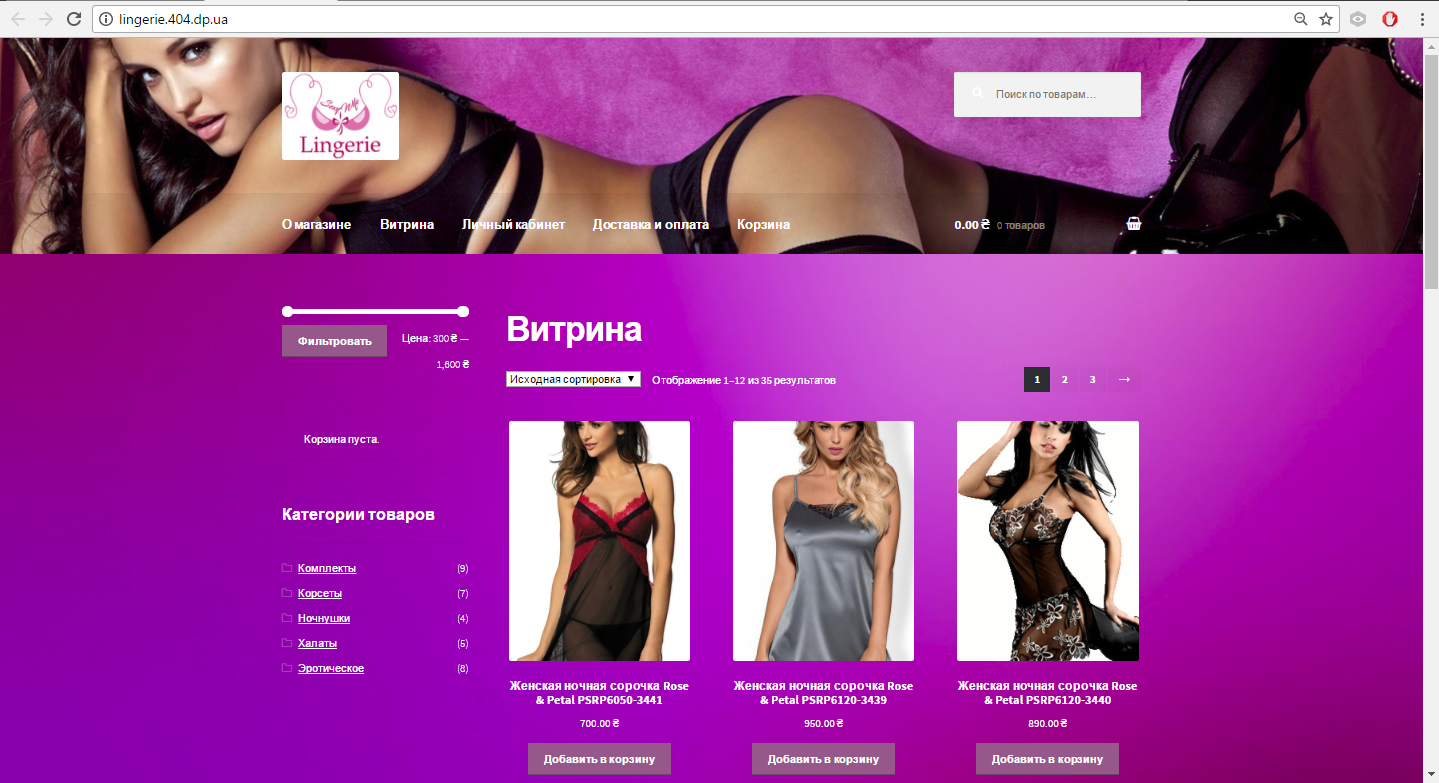 lingerie.404.dp.ua
Sexy Wife
Lingerie
Поиск по товарам…
О магазине Витрина Личный кабинет Доставка и оплата Корзина 0.00 ₴ 0 товаров
Витрина
Фильтровать Цена: 300 ₴ —
1,600 ₴
Исходная сортировка ▼ Отображение 1–12 из 35 результатов 1 2 3 →
Корзина пуста.
Категории товаров
Комплекты (9)
Корсеты (7)
Ночнушки (4)
Халаты (5)
Эротическое (8)
Женская ночная сорочка Rose
& Petal PSRP6050-3441
700.00 ₴
Добавить в корзину
Женская ночная сорочка Rose
& Petal PSRP6120-3439
950.00 ₴
Добавить в корзину
Женская ночная сорочка Rose
& Petal PSRP6120-3440
890.00 ₴
Добавить в корзину